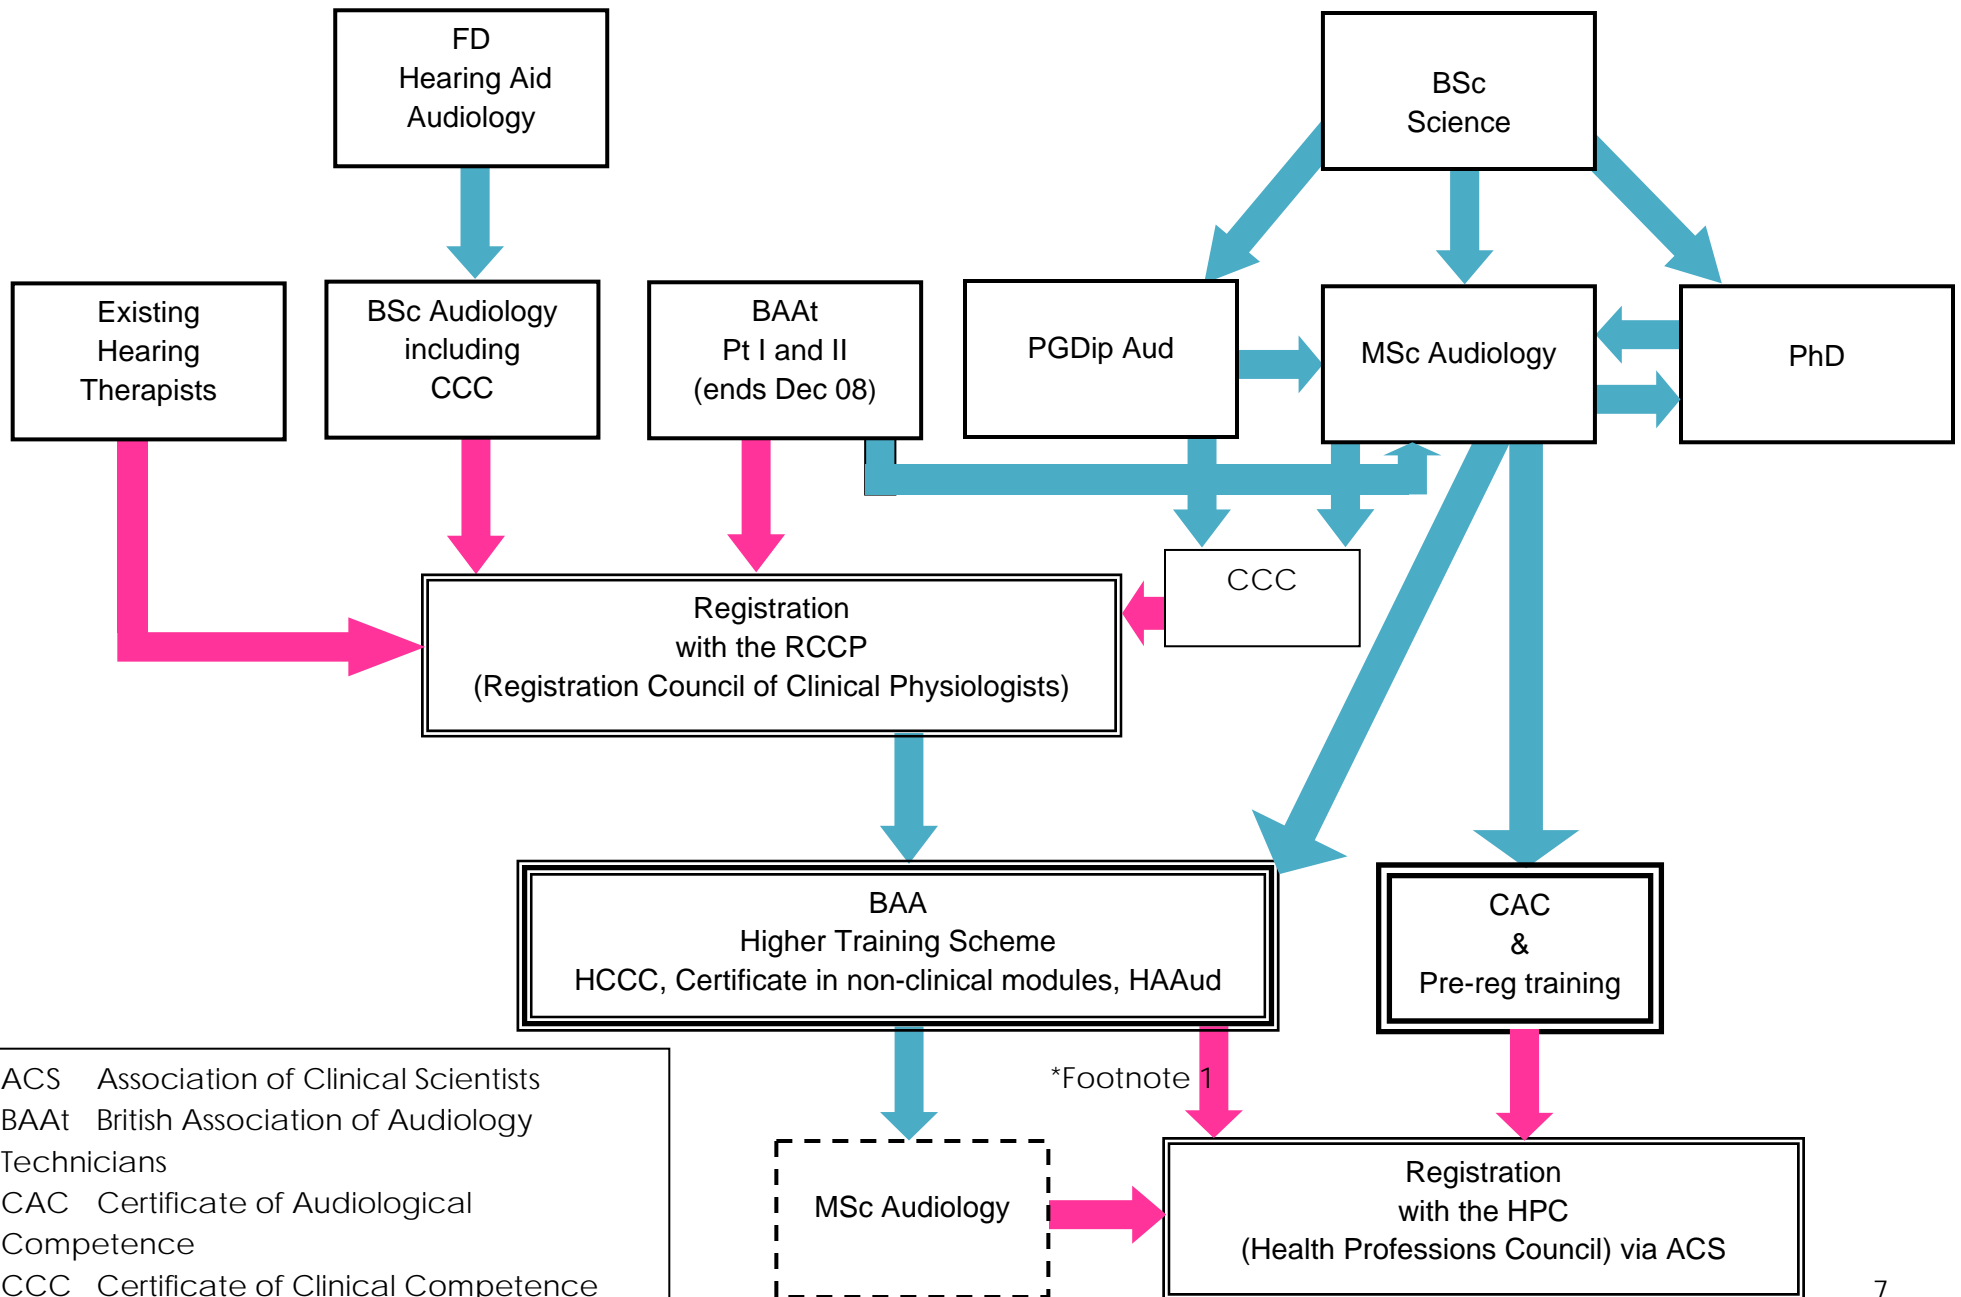 FD
Hearing Aid
Audiology
BSc
Science
Existing
Hearing
Therapists
BSc Audiology
including
CCC
BAAt
Pt I and II
(ends Dec 08)
PGDip Aud
MSc Audiology
PhD
CCC
Registration
with the RCCP
(Registration Council of Clinical Physiologists)
BAA
Higher Training Scheme
HCCC, Certificate in non-clinical modules, HAAud
CAC
&
Pre-reg training
*Footnote 1
ACS Association of Clinical Scientists
BAAt British Association of Audiology
Technicians
CAC Certificate of Audiological
Competence
CCC Certificate of Clinical Competence
MSc Audiology
Registration
with the HPC
(Health Professions Council) via ACS
7